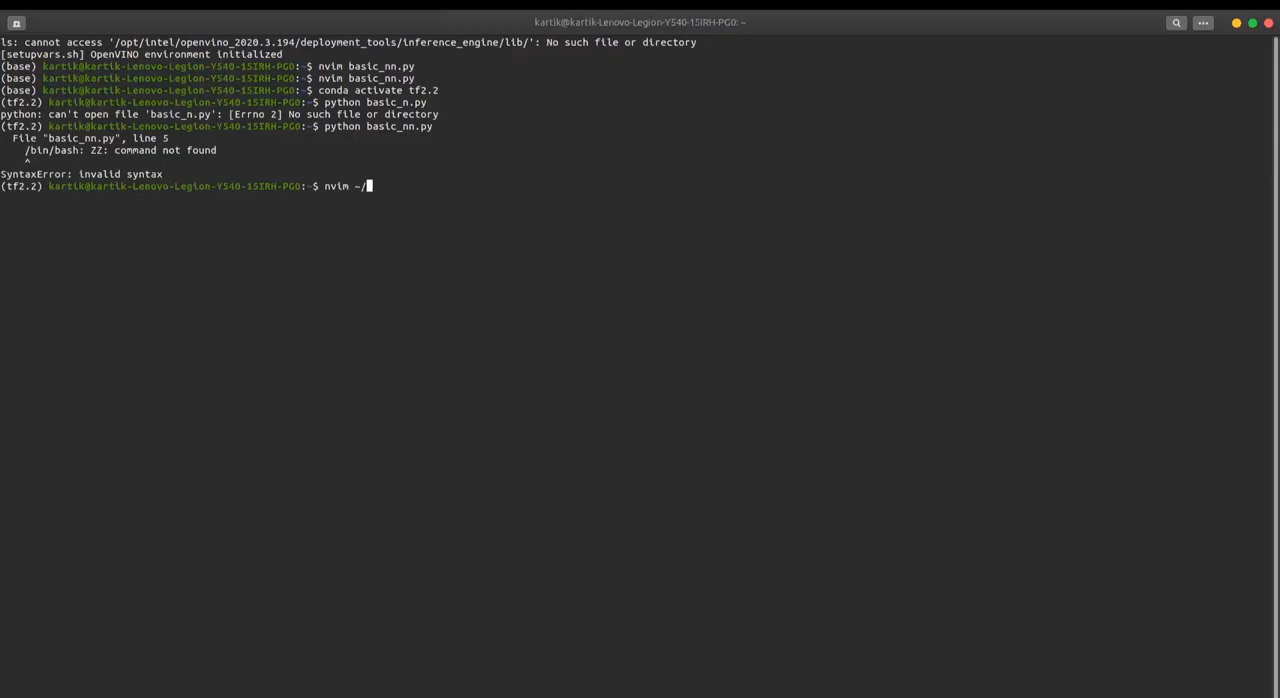 kartik@kartik-Lenovo-Legion-Y540-15IRH-PG0: ~
ls: cannot access '/opt/intel/openvino_2020.3.194/deployment_tools/inference_engine/lib/': No such file or directory
[setupvars.sh] OpenVINO environment initialized
(base) kartik@kartik-Lenovo-Legion-Y540-15IRH-PG0:~$ nvim basic_nn.py
(base) kartik@kartik-Lenovo-Legion-Y540-15IRH-PG0:~$ nvim basic_nn.py
(base) kartik@kartik-Lenovo-Legion-Y540-15IRH-PG0:~$ conda activate tf2.2
(tf2.2) kartik@kartik-Lenovo-Legion-Y540-15IRH-PG0:~$ python basic_n.py
python: can't open file 'basic_n.py': [Errno 2] No such file or directory
(tf2.2) kartik@kartik-Lenovo-Legion-Y540-15IRH-PG0:~$ python basic_nn.py
  File "basic_nn.py", line 5
    /bin/bash: ZZ: command not found
    ^
SyntaxError: invalid syntax
(tf2.2) kartik@kartik-Lenovo-Legion-Y540-15IRH-PG0:~$ nvim ~/